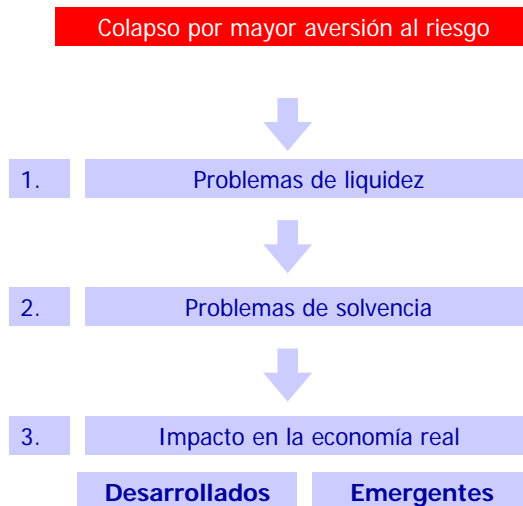 Colapso por mayor aversión al riesgo
1. Problemas de liquidez
2. Problemas de solvencia
3. Impacto en la economía real
Desarrollados Emergentes